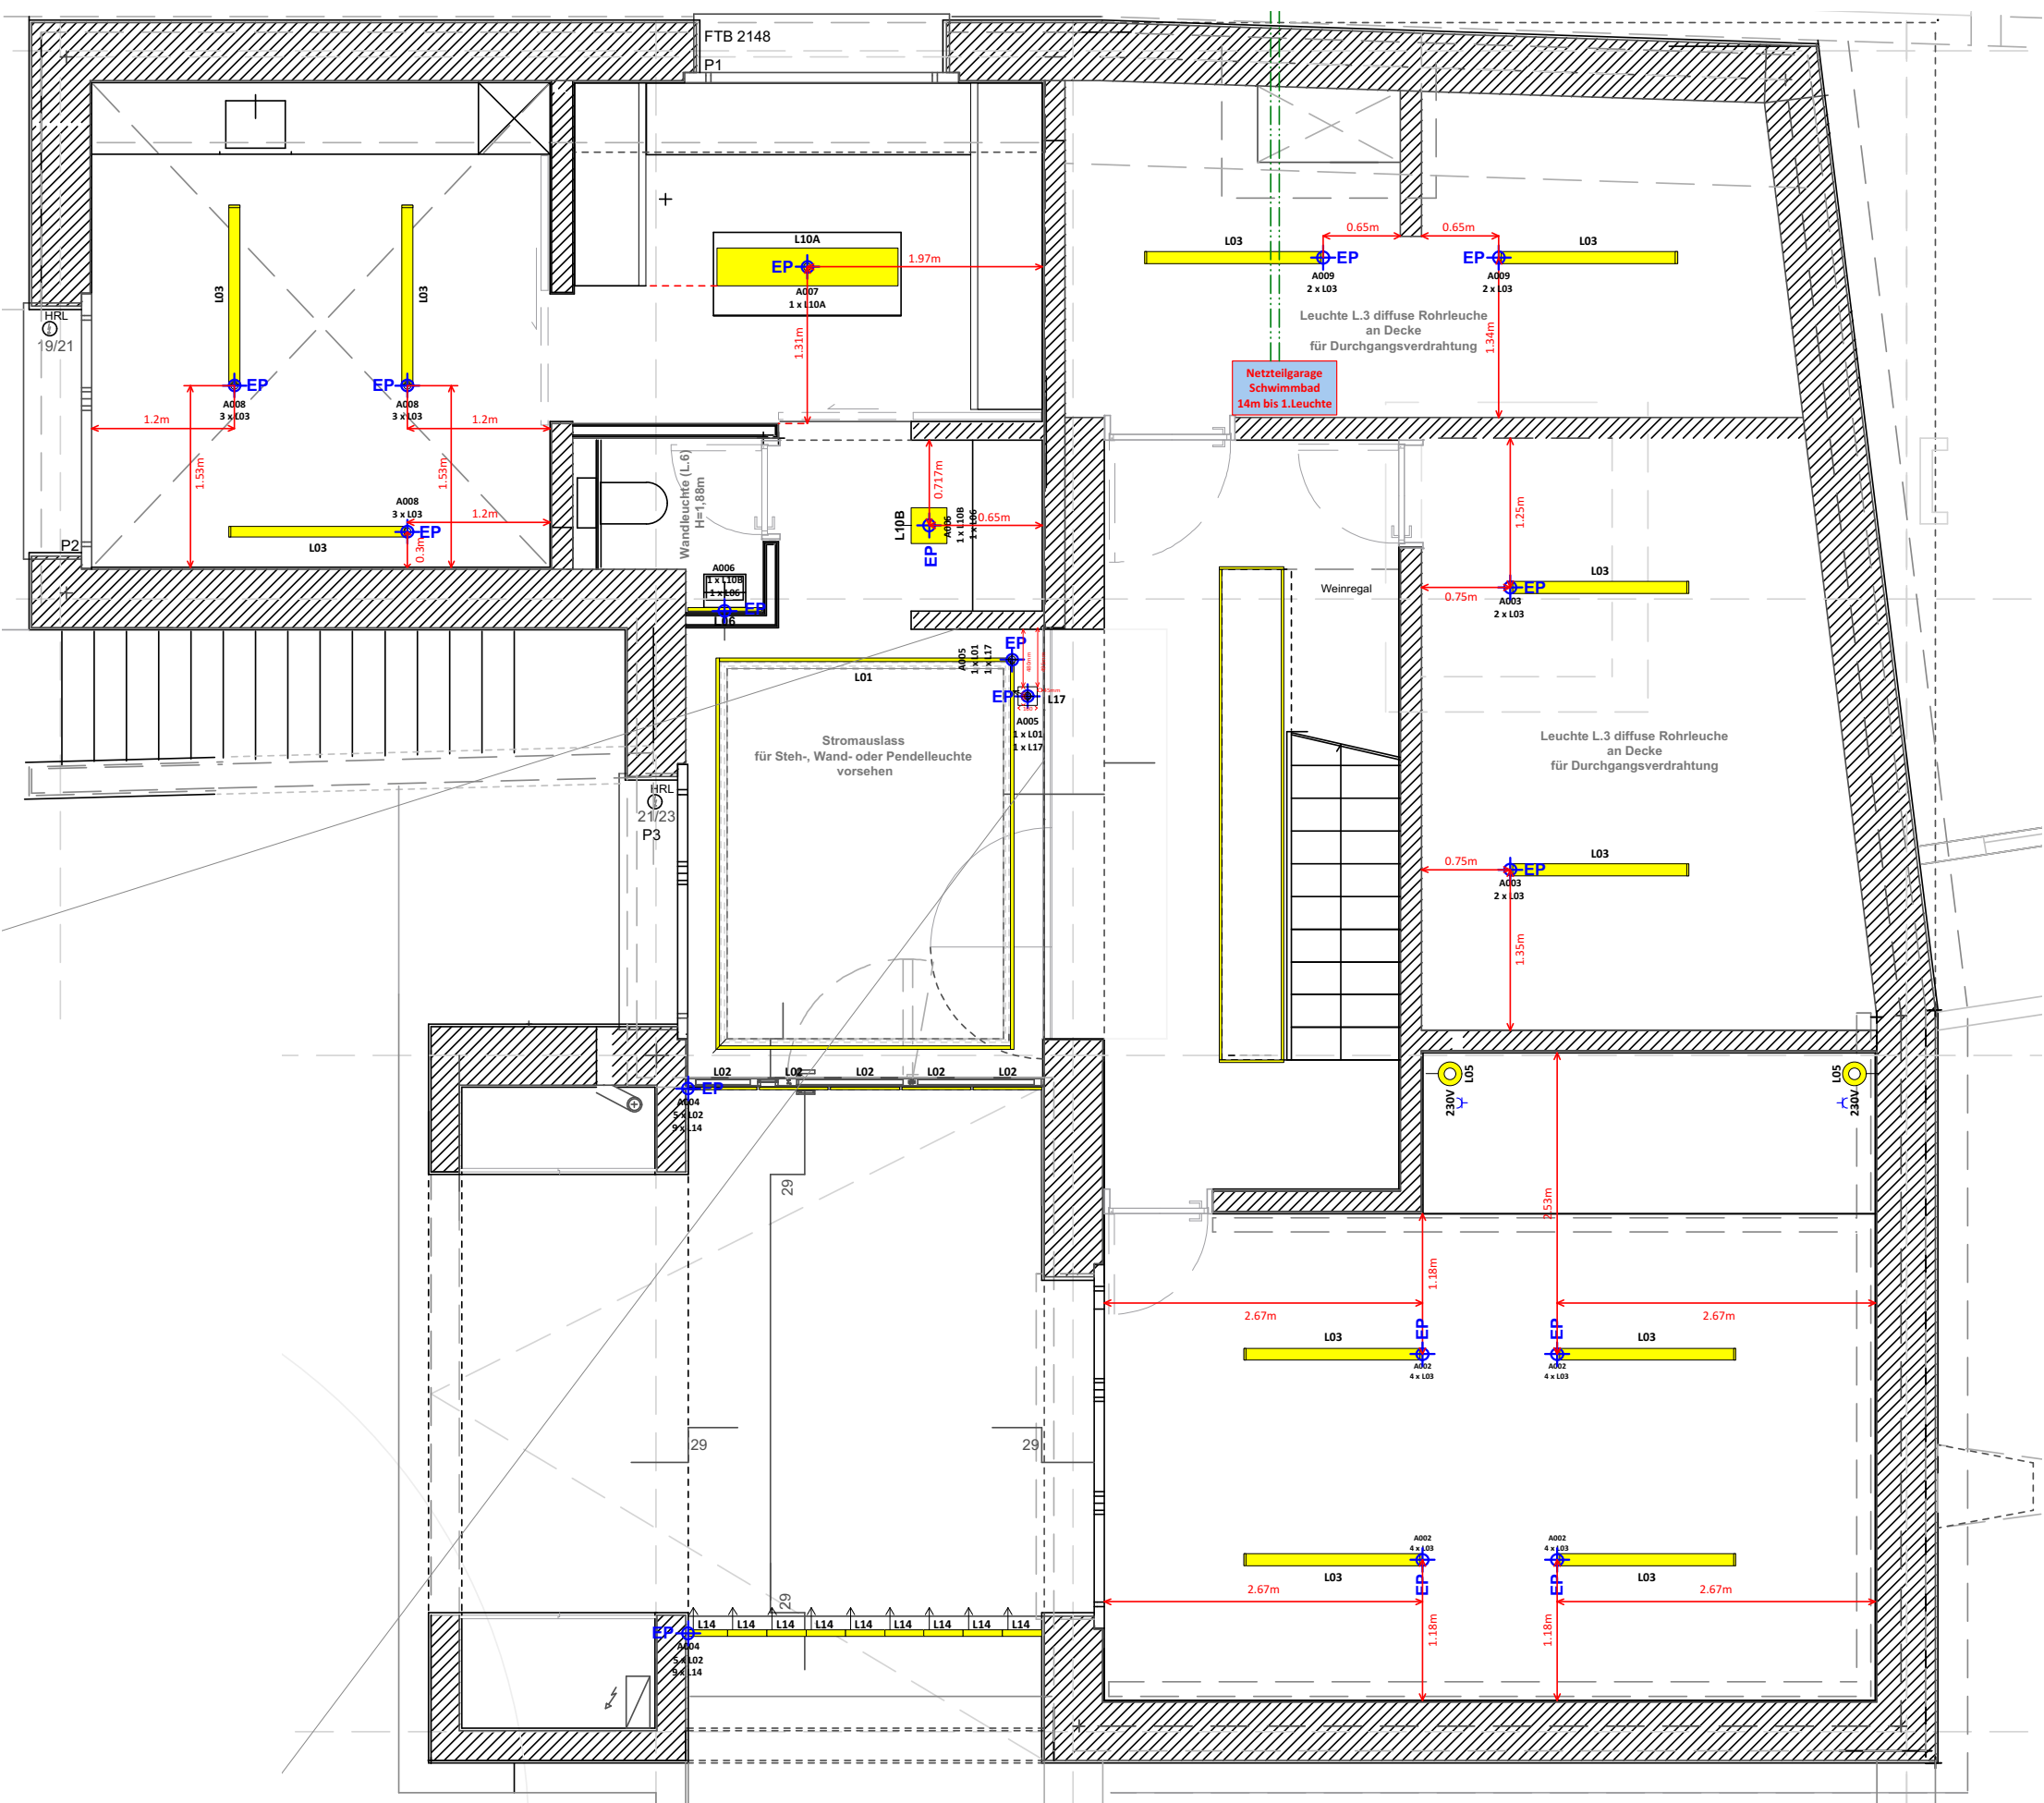 FTB 2148
P1
L10A
EP
1.97m
A007
1 x L10A
1.31m
L03
L03
HRL
19/21
EP
EP
A008
3 x L03
A008
3 x L03
1.2m
1.2m
1.53m
1.53m
A008
3 x L03
1.2m
EP
0.3m
L03
P2
0.65m
0.65m
L03
L03
EP
EP
A009
2 x L03
A009
2 x L03
Leuchte L.3 diffuse Rohrleuche
an Decke
für Durchgangsverdrahtung
1.34m
Netzteilgarage
Schwimmbad
14m bis 1.Leuchte
Wandleuchte (L.6)
H=1,88m
0.717m
L10B
A006
1 x L10B
1 x L06
0.65m
EP
A006
1 x L10B
1 x L06
EP
L06
1.25m
Weinregal
L03
EP
0.75m
A003
2 x L03
EP
A005
1 x L01
1 x L17
L01
EP
L17
A005
1 x L01
1 x L17
Stromauslass
für Steh-, Wand- oder Pendelleuchte
vorsehen
Leuchte L.3 diffuse Rohrleuche
an Decke
für Durchgangsverdrahtung
HRL
21/23
P3
L03
0.75m
EP
A003
2 x L03
1.35m
L02
L02
L02
L02
L02
EP
A004
5 x L02
9 x L14
L05
230V
L05
230V
29
2.53m
1.18m
2.67m
2.67m
EP
EP
L03
L03
A002
4 x L03
A002
4 x L03
29
29
A002
4 x L03
A002
4 x L03
L03
L03
EP
EP
2.67m
2.67m
1.18m
1.18m
29
L14
L14
L14
L14
L14
L14
L14
L14
L14
EP
A004
5 x L02
9 x L14